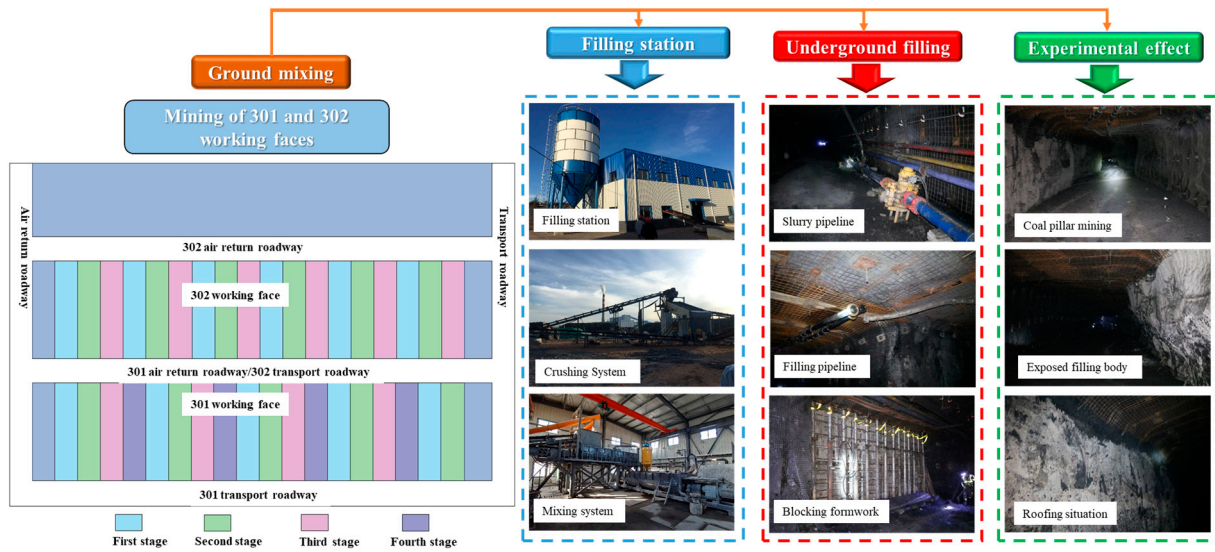 Ground mixing
Filling station
Underground filling
Experimental effect
Mining of 301 and 302
working faces
Air return roadway
Transport roadway
302 air return roadway
302 working face
301 air return roadway/302 transport roadway
301 working face
301 transport roadway
First stage
Second stage
Third stage
Fourth stage
Filling station
Crushing System
Mixing system
Slurry pipeline
Filling pipeline
Blocking formwork
Coal pillar mining
Exposed filling body
Roofing situation